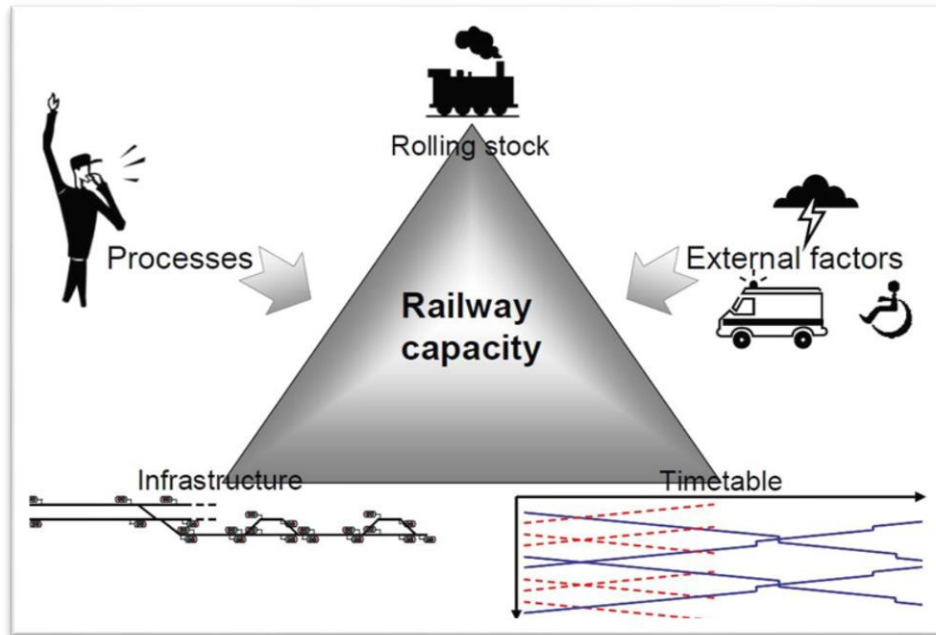 Rolling stock
Processes
External factors
Railway
capacity
Infrastructure
Timetable